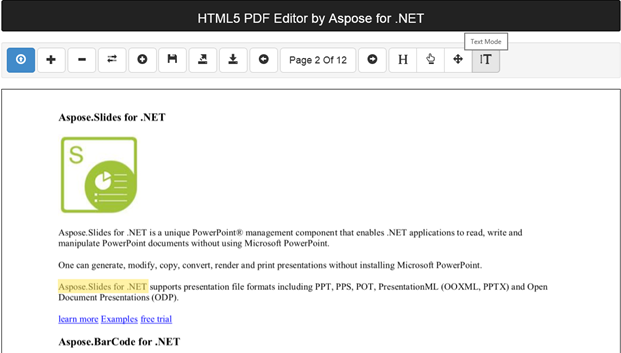 HTML5 PDF Editor by Aspose for .NET
Text Mode
Page 2 Of 12 H T
Aspose.Slides for .NET
S
Aspose.Slides for .NET is a unique PowerPoint® management component that enables .NET applications to read, write and
manipulate PowerPoint documents without using Microsoft PowerPoint.
One can generate, modify, copy, convert, render and print presentations without installing Microsoft PowerPoint.
Aspose.Slides for .NET supports presentation file formats including PPT, PPS, POT, PresentationML (OOXML, PPTX) and Open
Document Presentations (ODP).
learn more Examples free trial
Aspose.BarCode for .NET